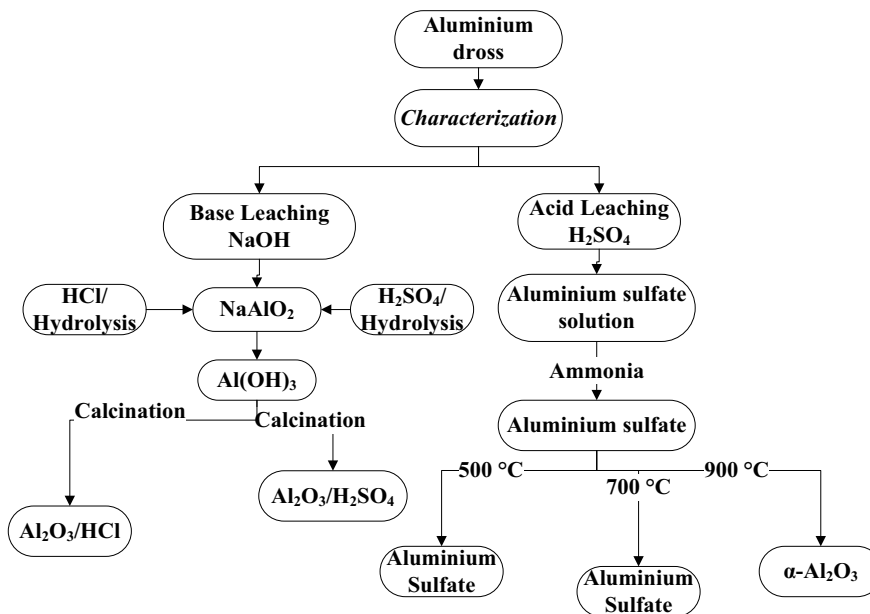 Aluminium
dross
Characterization
Base Leaching
NaOH
Acid Leaching
H₂SO₄
HCl/
Hydrolysis
NaAlO₂
H₂SO₄/
Hydrolysis
Aluminium sulfate
solution
Al(OH)₃
Ammonia
Calcination
Calcination
Aluminium sulfate
500 °C
700 °C
900 °C
Al₂O₃/HCl
Al₂O₃/H₂SO₄
Aluminium
Sulfate
Aluminium
Sulfate
α-Al₂O₃